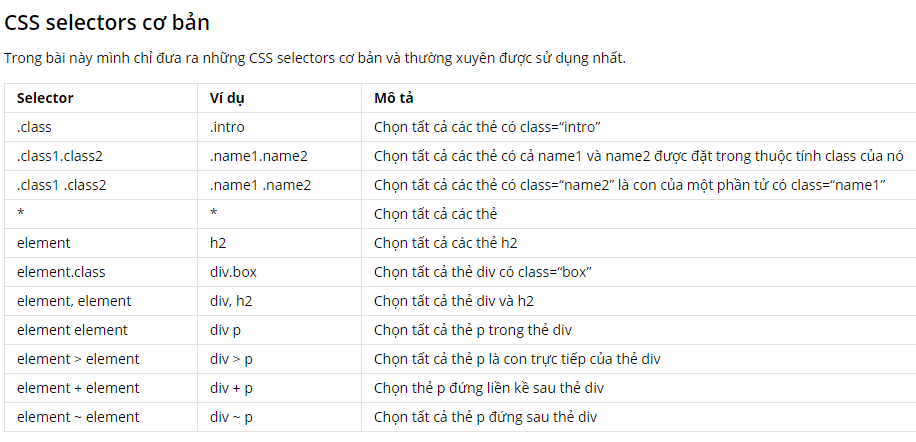 CSS selectors cơ bản
Trong bài này mình chỉ đưa ra những CSS selectors cơ bản và thường xuyên được sử dụng nhất.
Selector Ví dụ Mô tả
.class .intro Chọn tất cả các thẻ có class=“intro”
.class1.class2 .name1.name2 Chọn tất cả các thẻ có cả name1 và name2 được đặt trong thuộc tính class của nó
.class1 .class2 .name1 .name2 Chọn tất cả các thẻ có class=“name2” là con của một phần tử có class=“name1”
* * Chọn tất cả các thẻ
element h2 Chọn tất cả các thẻ h2
element.class div.box Chọn tất cả thẻ div có class=“box”
element, element div, h2 Chọn tất cả thẻ div và h2
element element div p Chọn tất cả thẻ p trong thẻ div
element > element div > p Chọn tất cả thẻ p là con trực tiếp của thẻ div
element + element div + p Chọn thẻ p đứng liền kề sau thẻ div
element ~ element div ~ p Chọn tất cả thẻ p đứng sau thẻ div